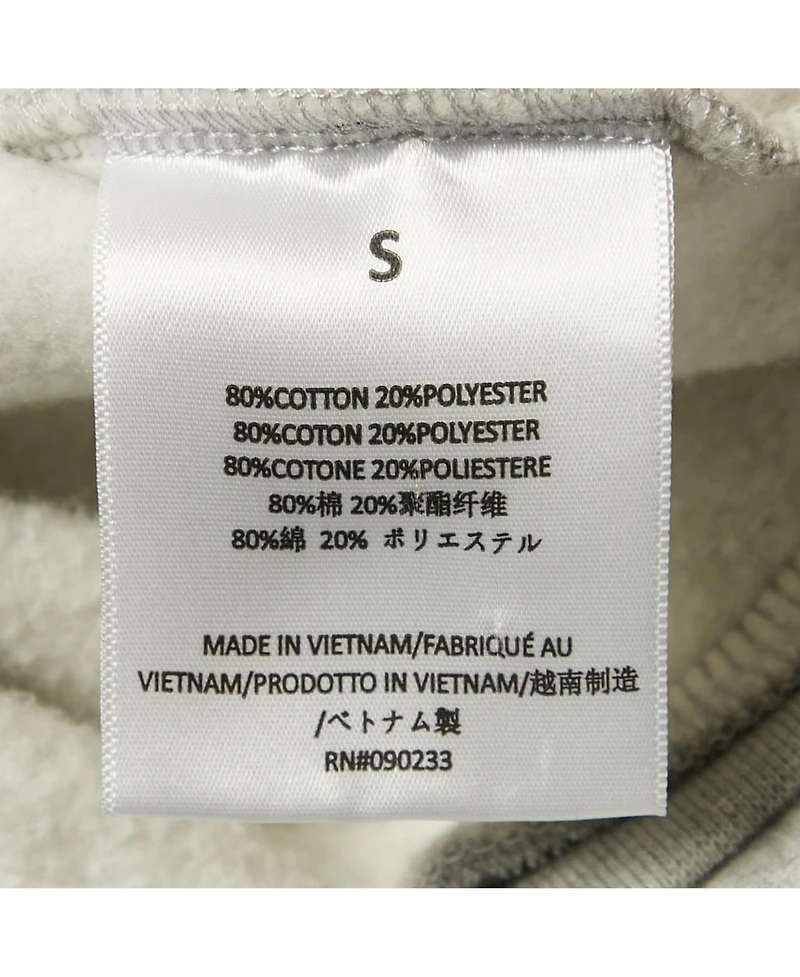 S
80%COTTON 20%POLYESTER
80%COTON 20%POLYESTER
80%COTONE 20%POLIESTERE
80%棉 20%聚酯纤维
80%綿 20% ポリエステル
MADE IN VIETNAM/FABRIQUÉ AU
VIETNAM/PRODOTTO IN VIETNAM/越南制造
/ベトナム製
RN#090233